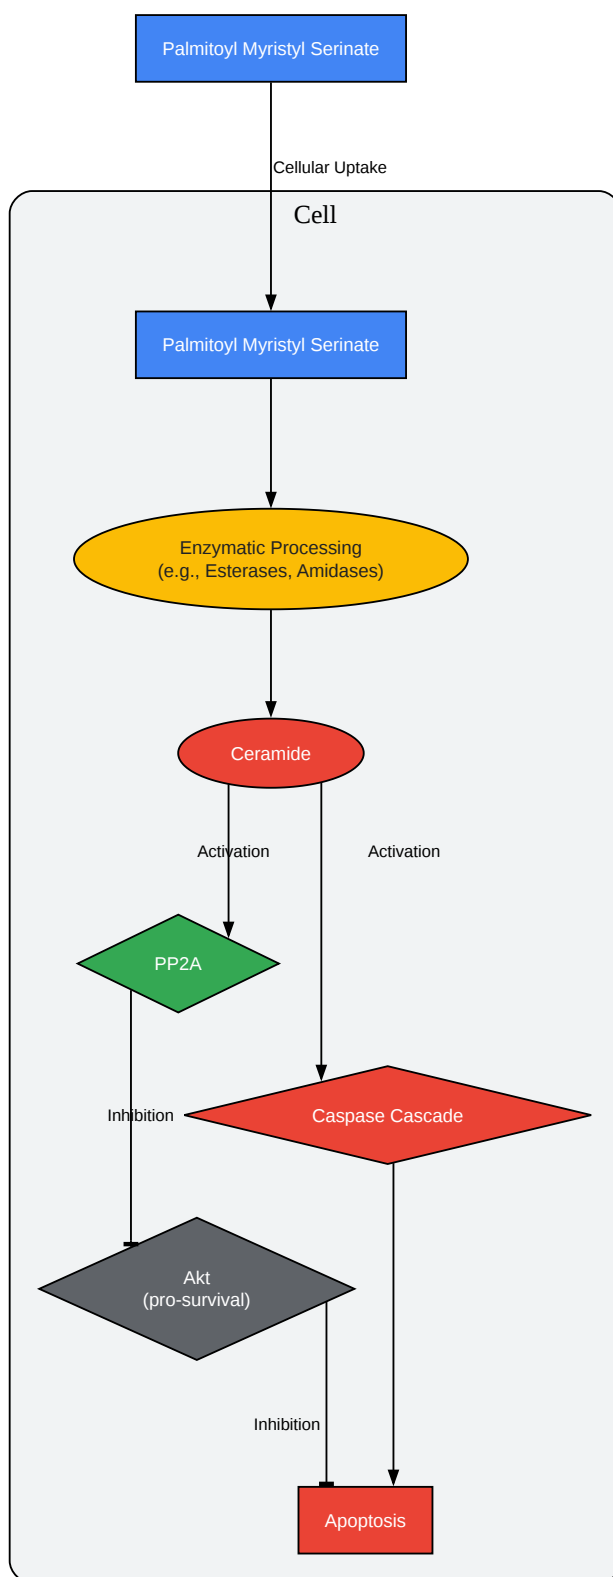 Palmitoyl Myristyl Serinate
Cellular Uptake
Cell
Palmitoyl Myristyl Serinate
Enzymatic Processing
(e.g., Esterases, Amidases)
Ceramide
Activation
Activation
PP2A
Inhibition
Caspase Cascade
Akt
(pro-survival)
Inhibition
Apoptosis